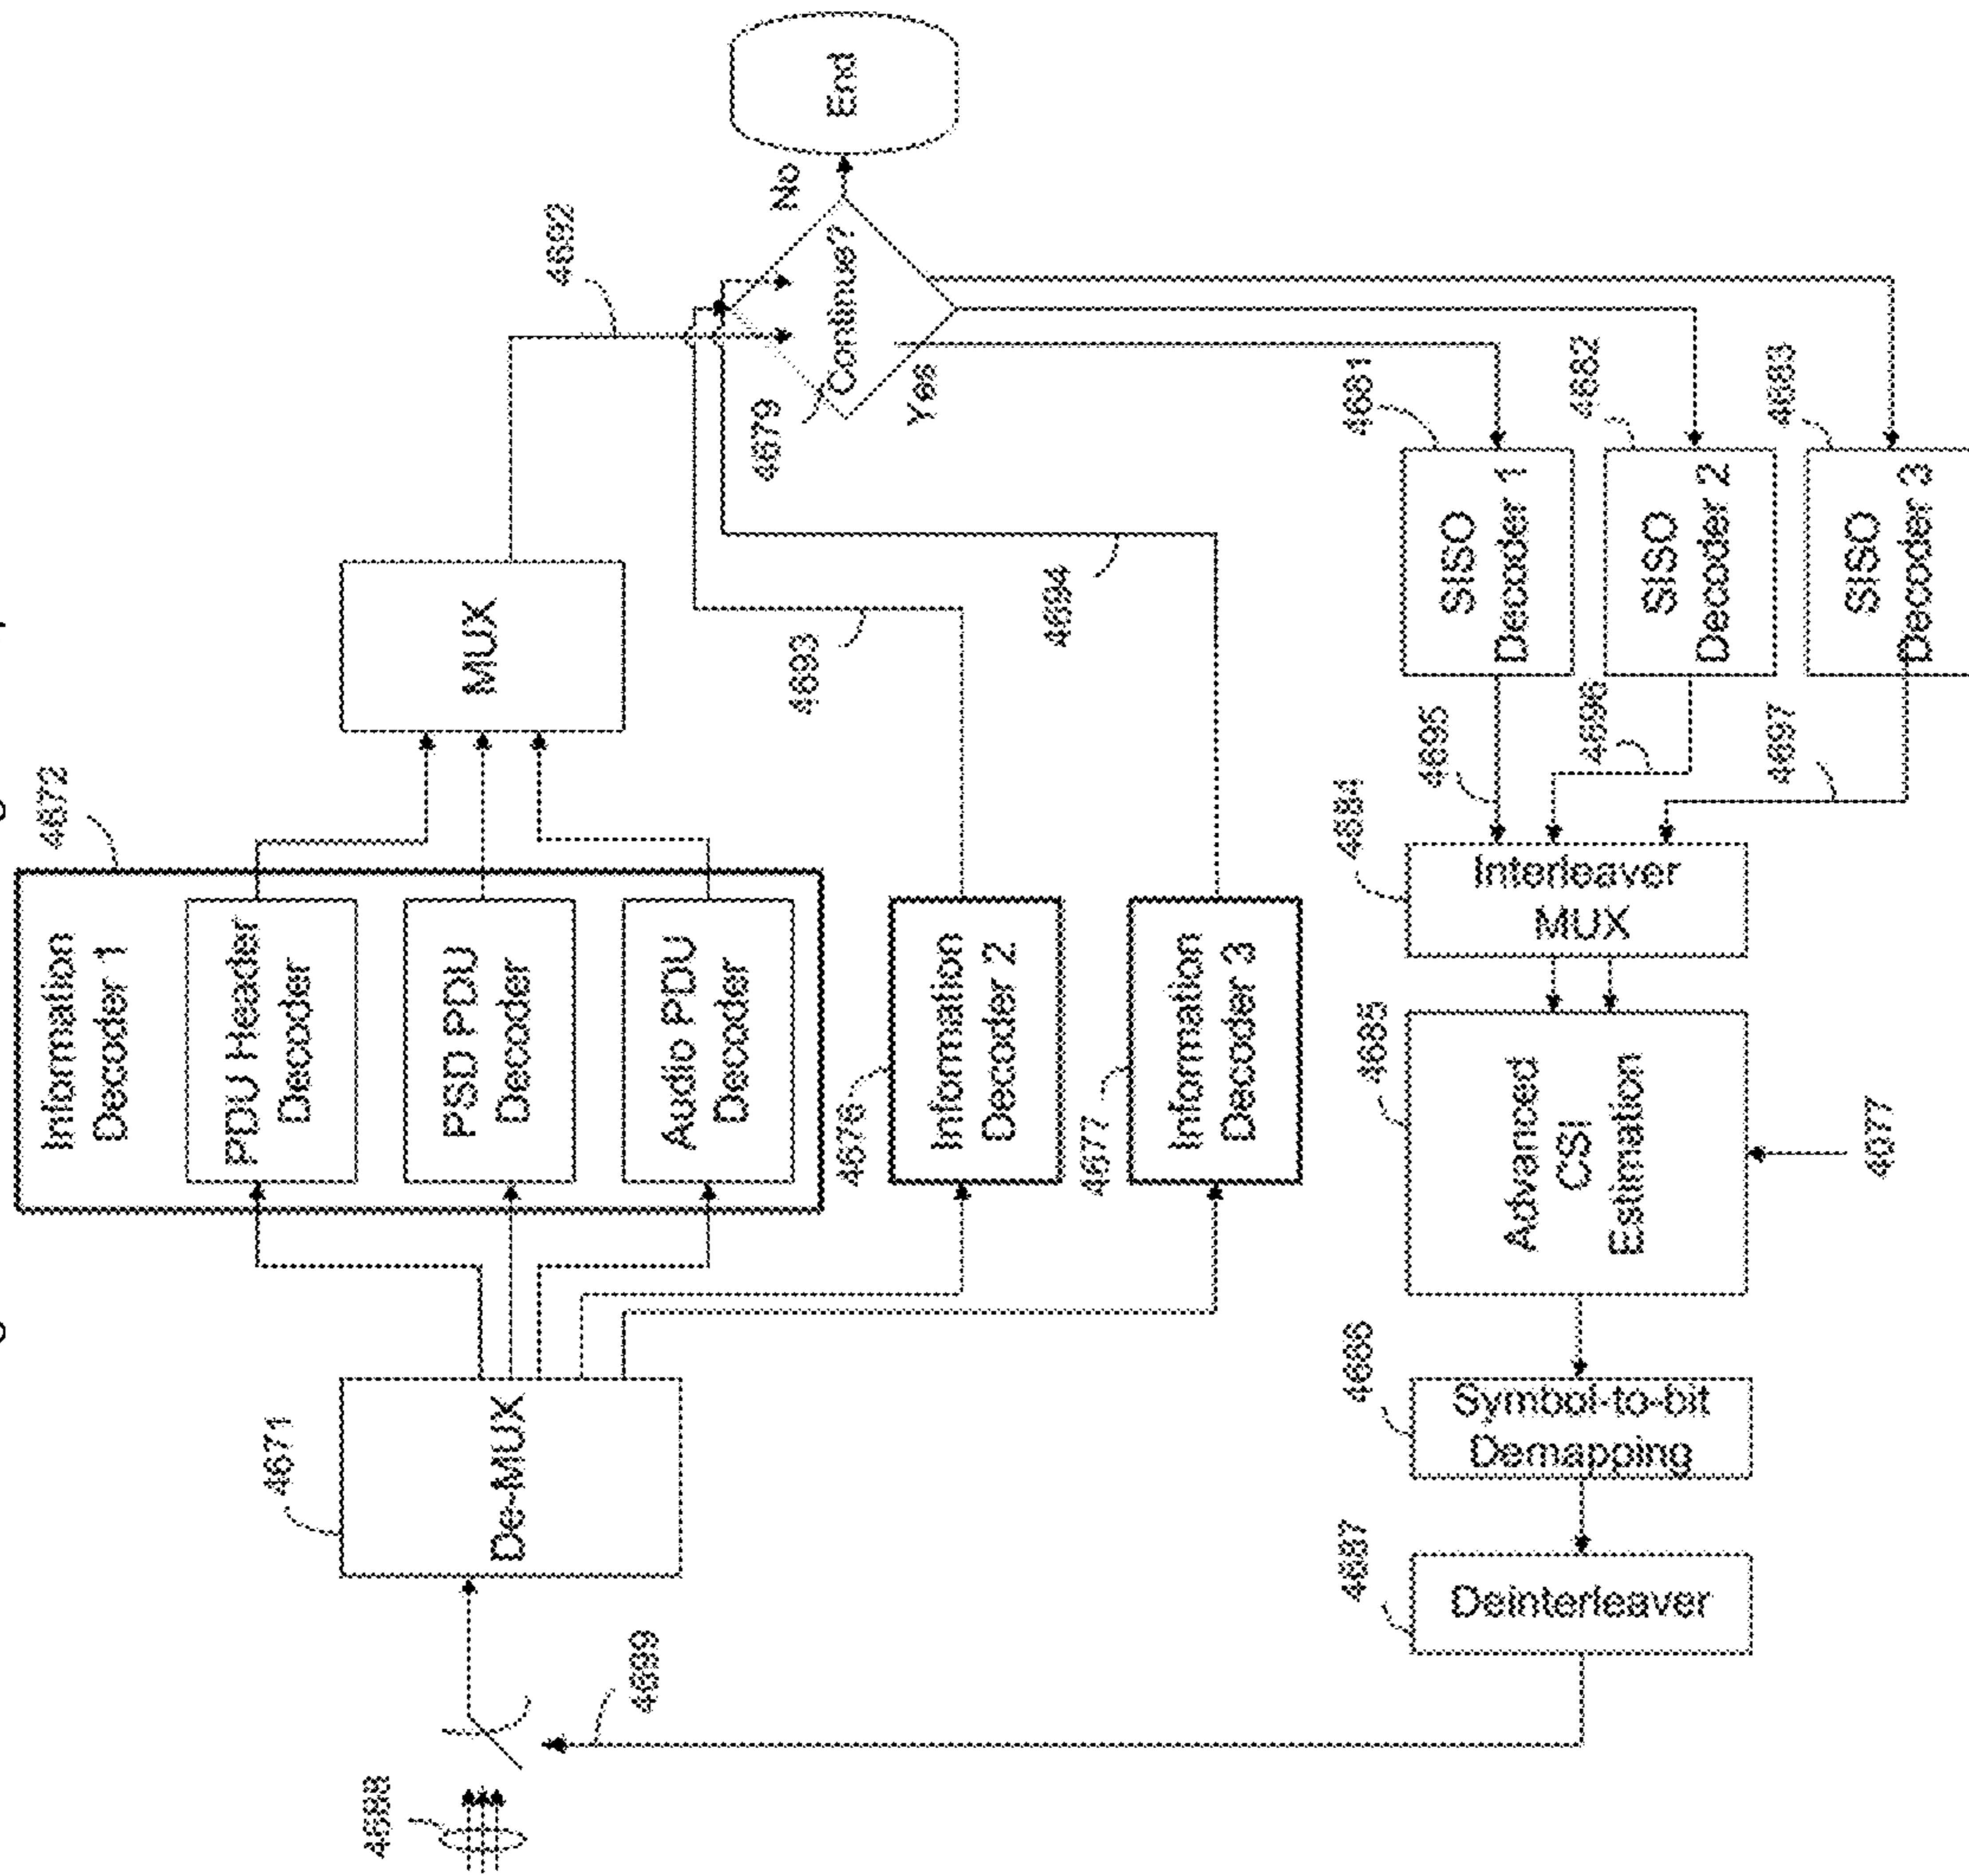 4672
Information
Decoder 1
PDU Header
Decoder
PSD PDU
Decoder
Audio PDU
Decoder
4671
De-MUX
MUX
4692
4688
4699
4676
Information
Decoder 2
4693
4677
Information
Decoder 3
4694
4679
Continue?
No
End
Yes
4687
Deinterleaver
4686
Symbol-to-bit
Demapping
4685
Advanced
CSI
Estimation
4077
4684
Interleaver
MUX
4695
4696
4697
4681
SISO
Decoder 1
4682
SISO
Decoder 2
4683
SISO
Decoder 3